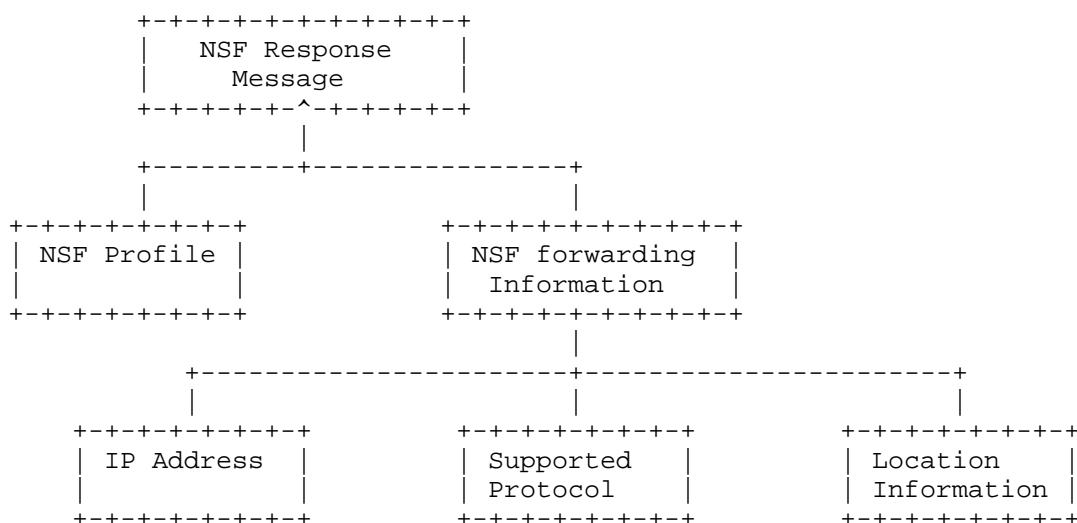 NSF Response
Message
NSF Profile
NSF forwarding
Information
IP Address
Supported
Protocol
Location
Information